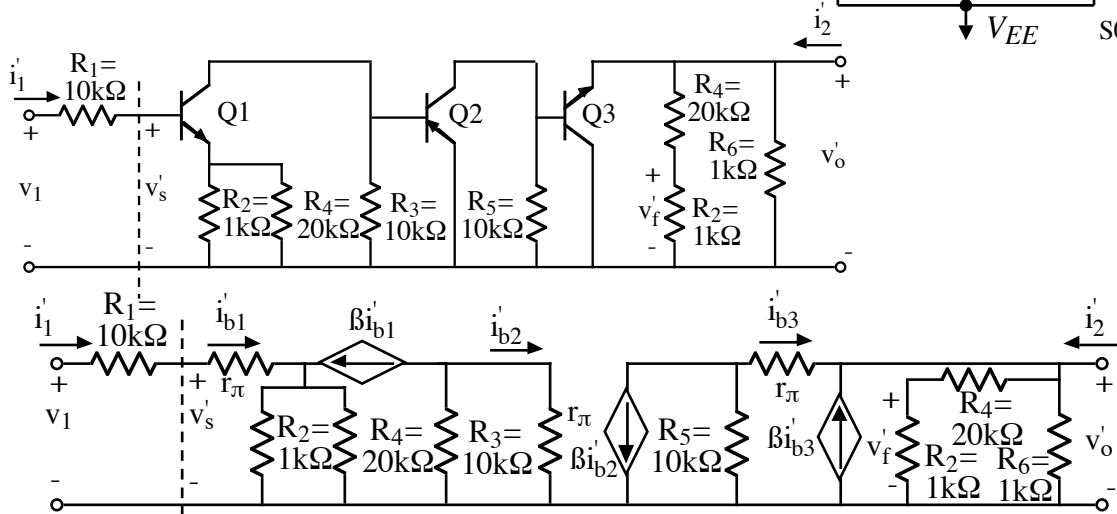 i'2
VEE
so
i'1
R1=
10kΩ
+
v1
-
+
v's
-
Q1
Q2
Q3
R2=
1kΩ
R4=
20kΩ
R3=
10kΩ
R5=
10kΩ
R4=
20kΩ
+
v'f
-
R2=
1kΩ
R6=
1kΩ
+
v'o
-
i'1
R1=
10kΩ
i'b1
ßi'b1
i'b2
i'b3
i'2
+
v1
-
+
v's
-
rπ
R2=
1kΩ
R4=
20kΩ
R3=
10kΩ
rπ
ßi'b2
R5=
10kΩ
rπ
ßi'b3
+
v'f
-
R4=
20kΩ
R2=
1kΩ
R6=
1kΩ
+
v'o
-